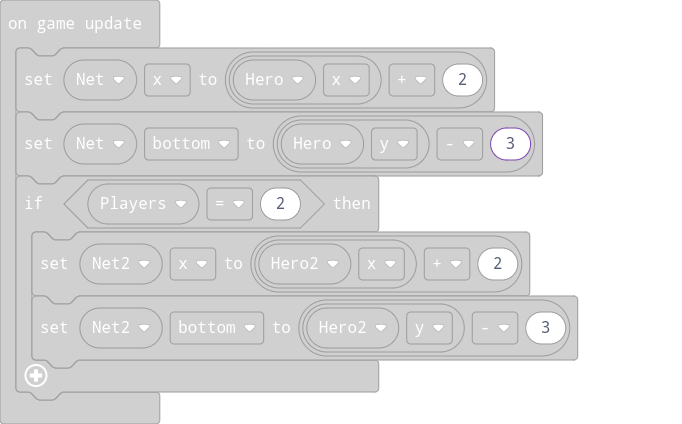 on game update
set Net x to Hero x + 2
set Net bottom to Hero y - 3
if Players = 2 then
set Net2 x to Hero2 x + 2
set Net2 bottom to Hero2 y - 3